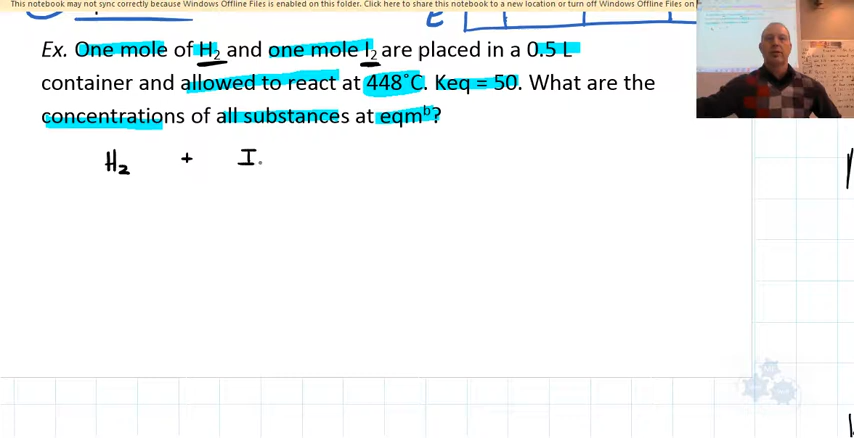 This notebook may not sync correctly because Windows Offline Files is enabled on this folder. Click here to share this notebook to a new location or turn off Windows Offline Files on
E
Ex. One mole of H₂ and one mole I₂ are placed in a 0.5 L
container and allowed to react at 448˚C. Keq = 50. What are the
concentrations of all substances at eqmᵇ?
H₂ + I